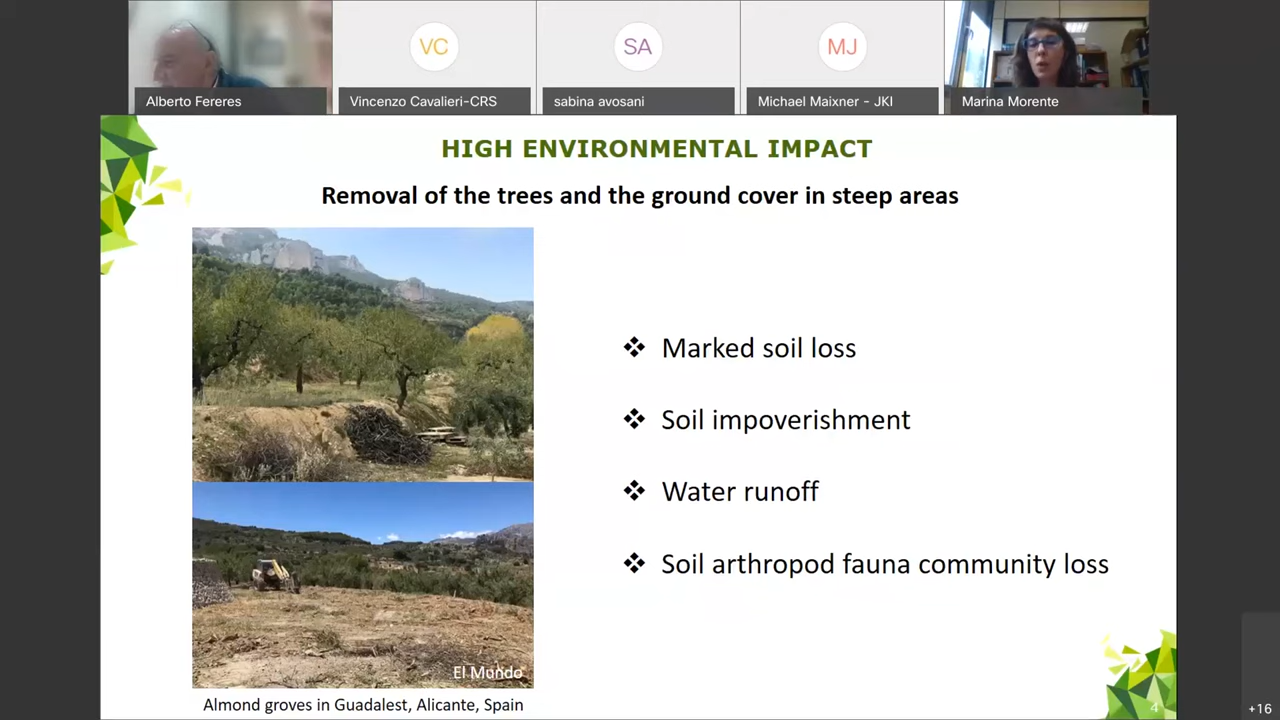 VC
SA
MJ
Alberto Fereres
Vincenzo Cavalieri-CRS
sabina avosani
Michael Maixner - JKI
Marina Morente
HIGH ENVIRONMENTAL IMPACT
Removal of the trees and the ground cover in steep areas
❖ Marked soil loss
❖ Soil impoverishment
❖ Water runoff
❖ Soil arthropod fauna community loss
El Mundo
Almond groves in Guadalest, Alicante, Spain
4
+16